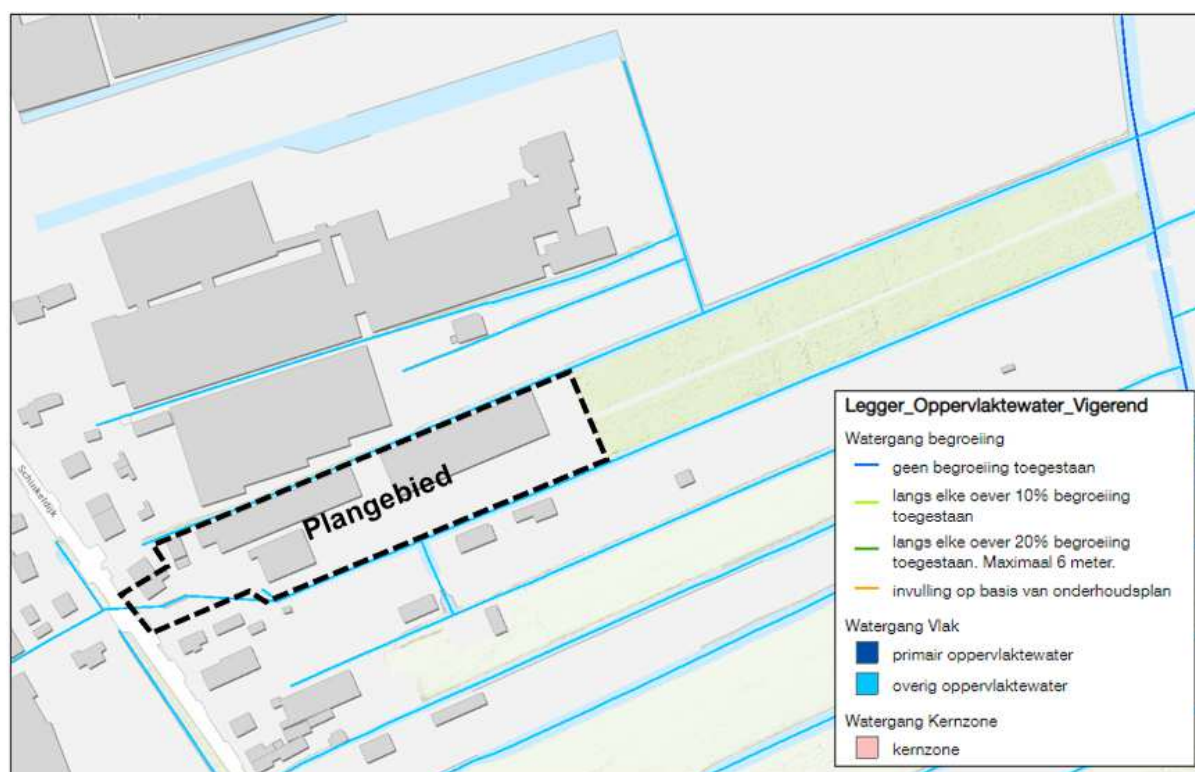 Schinkeldijk
Plangebied
Legger_Oppervlaktewater_Vigerend
Watergang begroeiing
geen begroeiing toegestaan
langs elke oever 10% begroeiing
toegestaan
langs elke oever 20% begroeiing
toegestaan. Maximaal 6 meter.
invulling op basis van onderhoudsplan
Watergang Vlak
primair oppervlaktewater
overig oppervlaktewater
Watergang Kernzone
kernzone